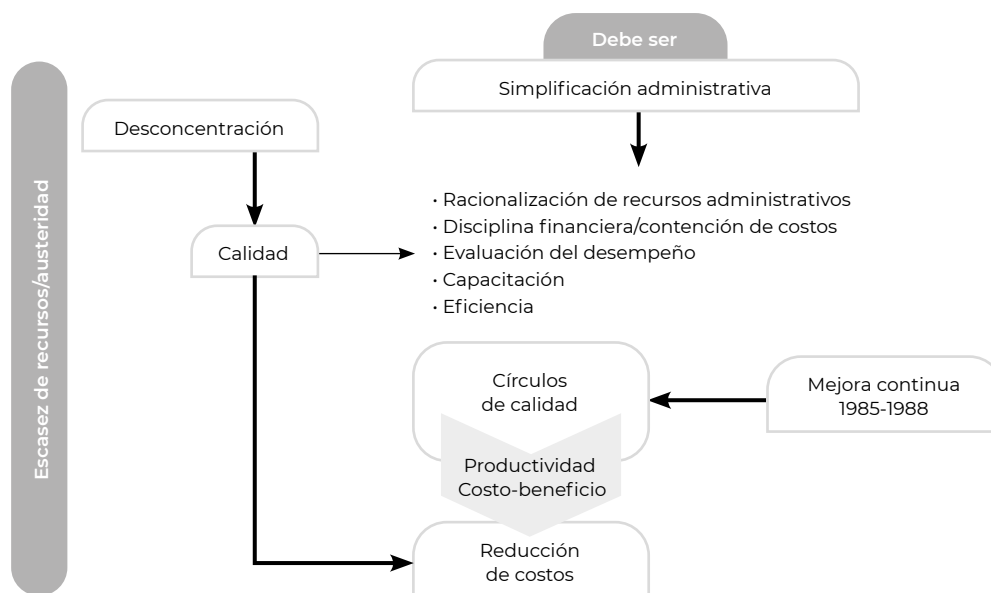 Debe ser
Simplificación administrativa
Escasez de recursos/austeridad
Desconcentración
Calidad
· Racionalización de recursos administrativos
· Disciplina financiera/contención de costos
· Evaluación del desempeño
· Capacitación
· Eficiencia
Círculos
de calidad
Mejora continua
1985-1988
Productividad
Costo-beneficio
Reducción
de costos